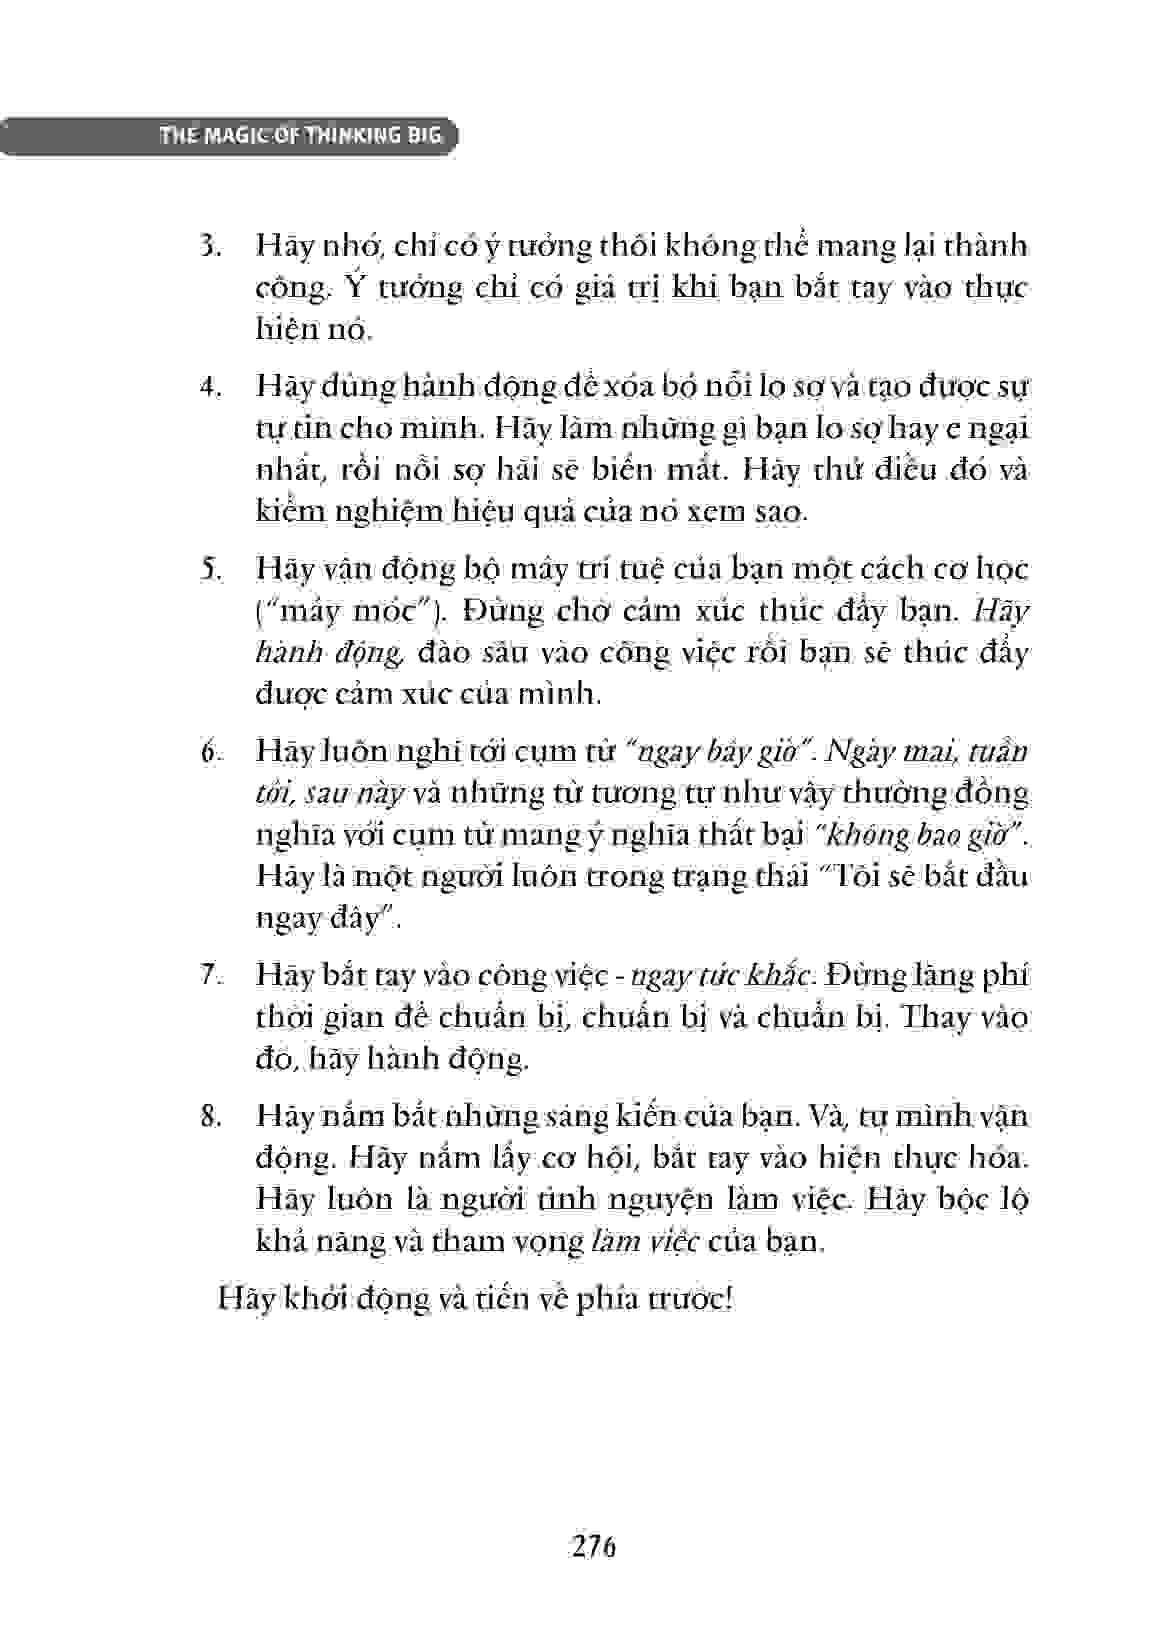 THE MAGIC OF THINKING BIG
3. Hãy nhớ, chỉ có ý tưởng thôi không thể mang lại thành
công. Ý tưởng chỉ có giá trị khi bạn bắt tay vào thực
hiện nó.
4. Hãy dùng hành động để xóa bỏ nỗi lo sợ và tạo được sự
tự tin cho mình. Hãy làm những gì bạn lo sợ hay e ngại
nhất, rồi nỗi sợ hãi sẽ biến mất. Hãy thử điều đó và
kiểm nghiệm hiệu quả của nó xem sao.
5. Hãy vận động bộ máy trí tuệ của bạn một cách cơ học
(“máy móc”). Đừng chờ cảm xúc thúc đẩy bạn. Hãy
hành động, đào sâu vào công việc rồi bạn sẽ thúc đẩy
được cảm xúc của mình.
6. Hãy luôn nghĩ tới cụm từ “ngay bây giờ”. Ngày mai, tuần
tới, sau này và những từ tương tự như vậy thường đồng
nghĩa với cụm từ mang ý nghĩa thất bại “không bao giờ”.
Hãy là một người luôn trong trạng thái “Tôi sẽ bắt đầu
ngay đây”.
7. Hãy bắt tay vào công việc - ngay tức khắc. Đừng lãng phí
thời gian để chuẩn bị, chuẩn bị và chuẩn bị. Thay vào
đó, hãy hành động.
8. Hãy nắm bắt những sáng kiến của bạn. Và, tự mình vận
động. Hãy nắm lấy cơ hội, bắt tay vào hiện thực hóa.
Hãy luôn là người tình nguyện làm việc. Hãy bộc lộ
khả năng và tham vọng làm việc của bạn.
Hãy khởi động và tiến về phía trước!
276